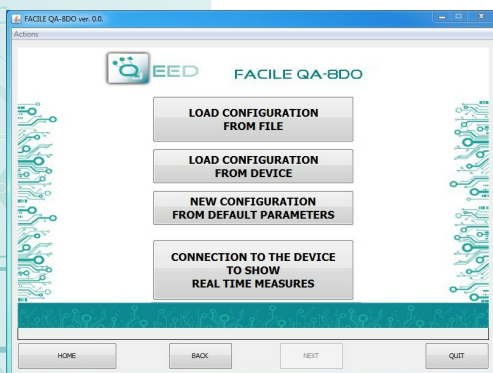 FACILE QA-8DO ver. 0.0.
Actions
QEED FACILE QA-8DO
LOAD CONFIGURATION
FROM FILE
LOAD CONFIGURATION
FROM DEVICE
NEW CONFIGURATION
FROM DEFAULT PARAMETERS
CONNECTION TO THE DEVICE
TO SHOW
REAL TIME MEASURES
HOME BACK NEXT QUIT